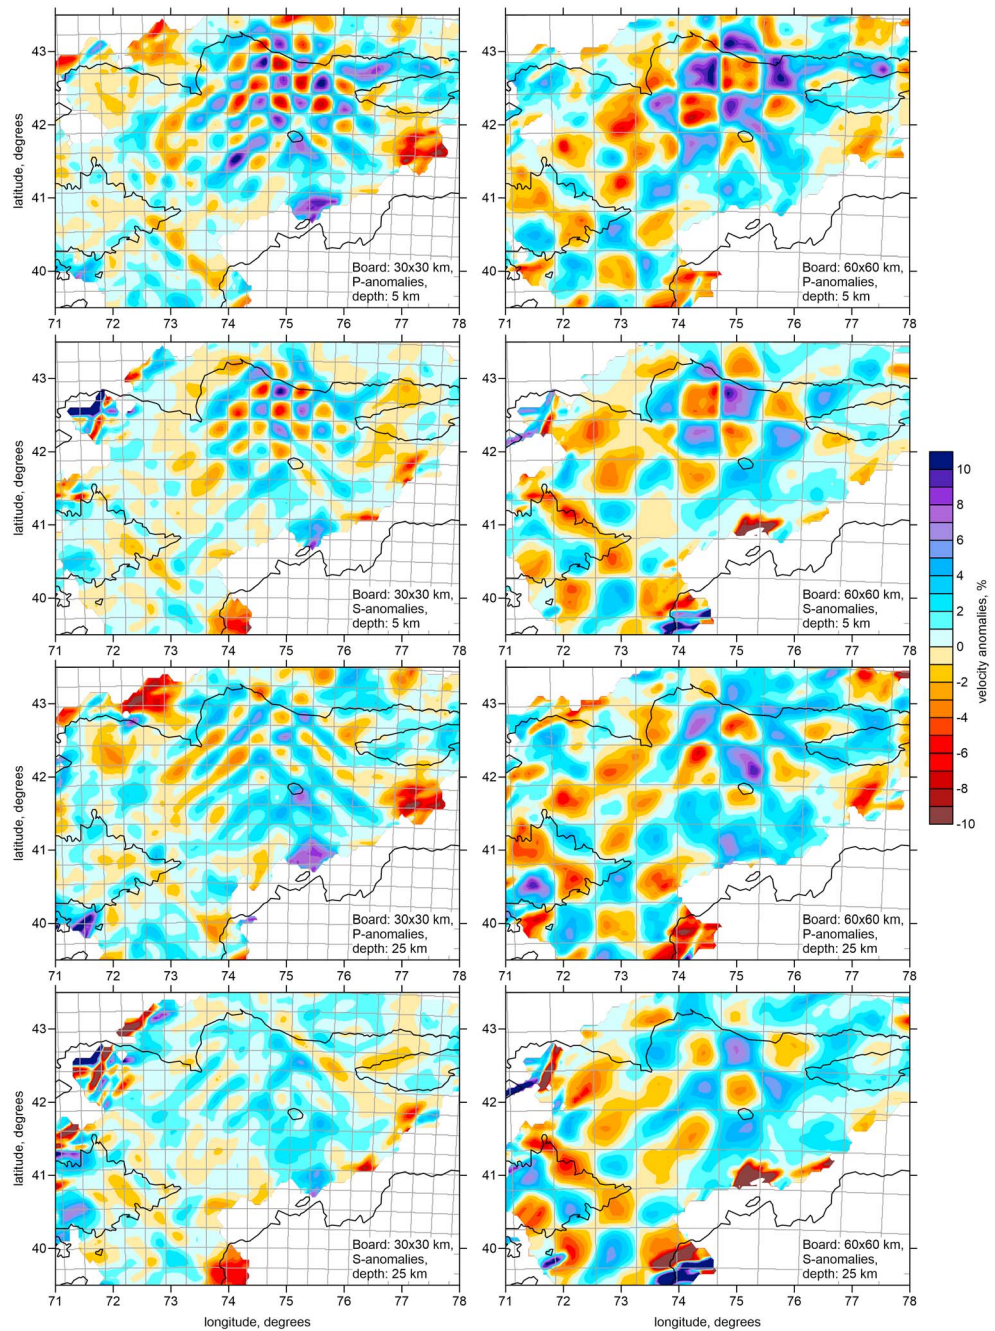 43
42
41
40
latitude, degrees
Board: 30x30 km,
P-anomalies,
depth: 5 km
71 72 73 74 75 76 77 78
43
42
41
40
Board: 60x60 km,
P-anomalies,
depth: 5 km
71 72 73 74 75 76 77 78
43
42
41
40
latitude, degrees
Board: 30x30 km,
S-anomalies,
depth: 5 km
71 72 73 74 75 76 77 78
43
42
41
40
Board: 60x60 km,
S-anomalies,
depth: 5 km
71 72 73 74 75 76 77 78
43
42
41
40
latitude, degrees
Board: 30x30 km,
P-anomalies,
depth: 25 km
71 72 73 74 75 76 77 78
43
42
41
40
Board: 60x60 km,
P-anomalies,
depth: 25 km
71 72 73 74 75 76 77 78
43
42
41
40
latitude, degrees
Board: 30x30 km,
S-anomalies,
depth: 25 km
71 72 73 74 75 76 77 78
longitude, degrees
43
42
41
40
Board: 60x60 km,
S-anomalies,
depth: 25 km
71 72 73 74 75 76 77 78
longitude, degrees
10
8
6
4
2
0
-2
-4
-6
-8
-10
velocity anomalies, %